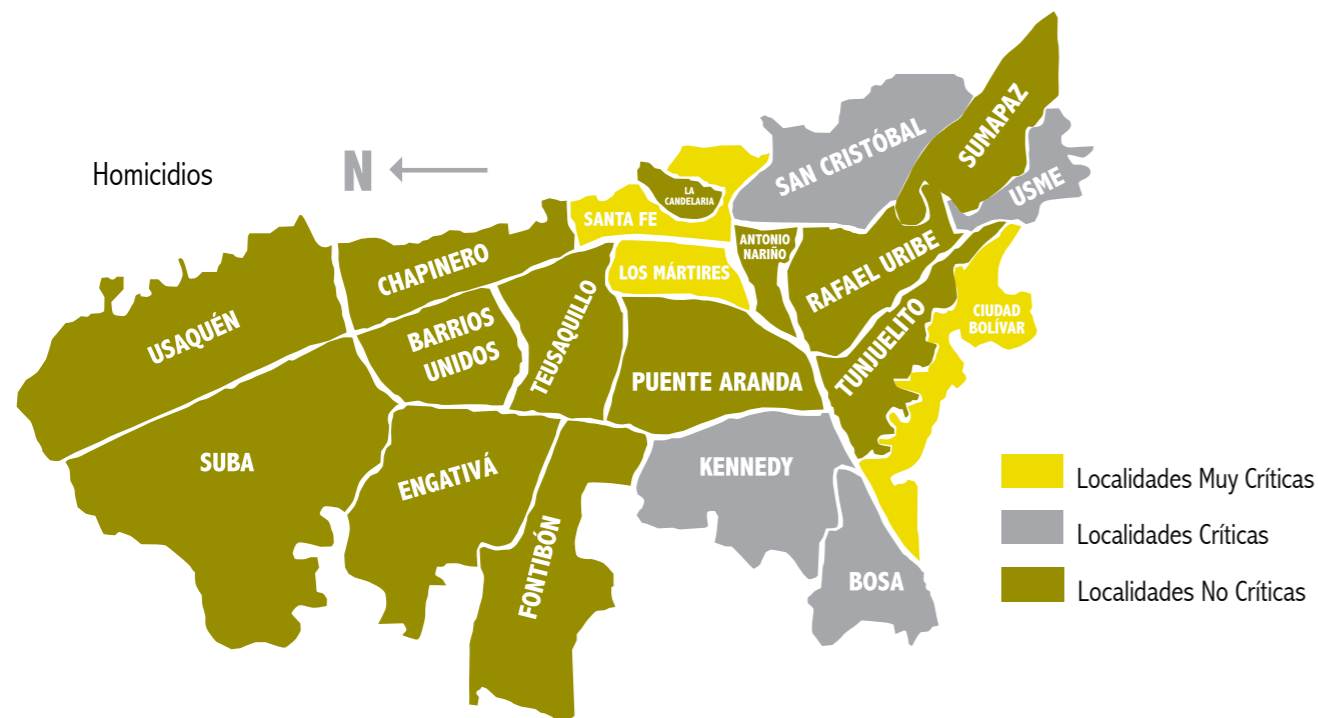 Homicidios
N
SUMAPAZ
SAN CRISTÓBAL
USME
LA
CANDELARIA
SANTA FE
ANTONIO
NARIÑO
CHAPINERO
LOS MÁRTIRES
RAFAEL URIBE
USAQUÉN
BARRIOS
UNIDOS
TEUSAQUILLO
CIUDAD
BOLÍVAR
TUNJUELITO
PUENTE ARANDA
SUBA
ENGATIVÁ
KENNEDY
FONTIBÓN
BOSA
Localidades Muy Críticas
Localidades Críticas
Localidades No Críticas